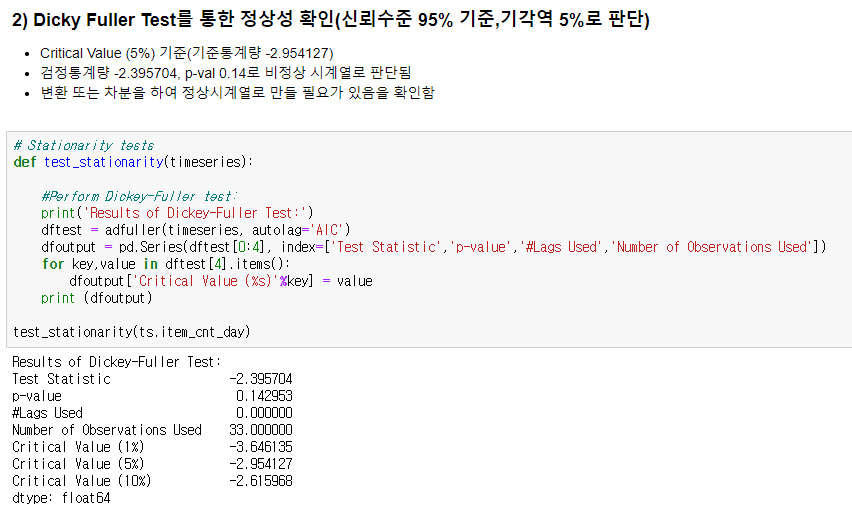 2) Dicky Fuller Test를 통한 정상성 확인(신뢰수준 95% 기준,기각역 5%로 판단)
• Critical Value (5%) 기준(기준통계량 -2.954127)
• 검정통계량 -2.395704, p-val 0.14로 비정상 시계열로 판단됨
• 변환 또는 차분을 하여 정상시계열로 만들 필요가 있음을 확인함
# Stationarity tests
def test_stationarity(timeseries):
    #Perform Dickey-Fuller test:
    print('Results of Dickey-Fuller Test:')
    dftest = adfuller(timeseries, autolag='AIC')
    dfoutput = pd.Series(dftest[0:4], index=['Test Statistic','p-value','#Lags Used','Number of Observations Used'])
    for key,value in dftest[4].items():
        dfoutput['Critical Value (%s)'%key] = value
    print (dfoutput)
test_stationarity(ts.item_cnt_day)
Results of Dickey-Fuller Test:
Test Statistic                 -2.395704
p-value                         0.142953
#Lags Used                      0.000000
Number of Observations Used    33.000000
Critical Value (1%)            -3.646135
Critical Value (5%)            -2.954127
Critical Value (10%)           -2.615968
dtype: float64